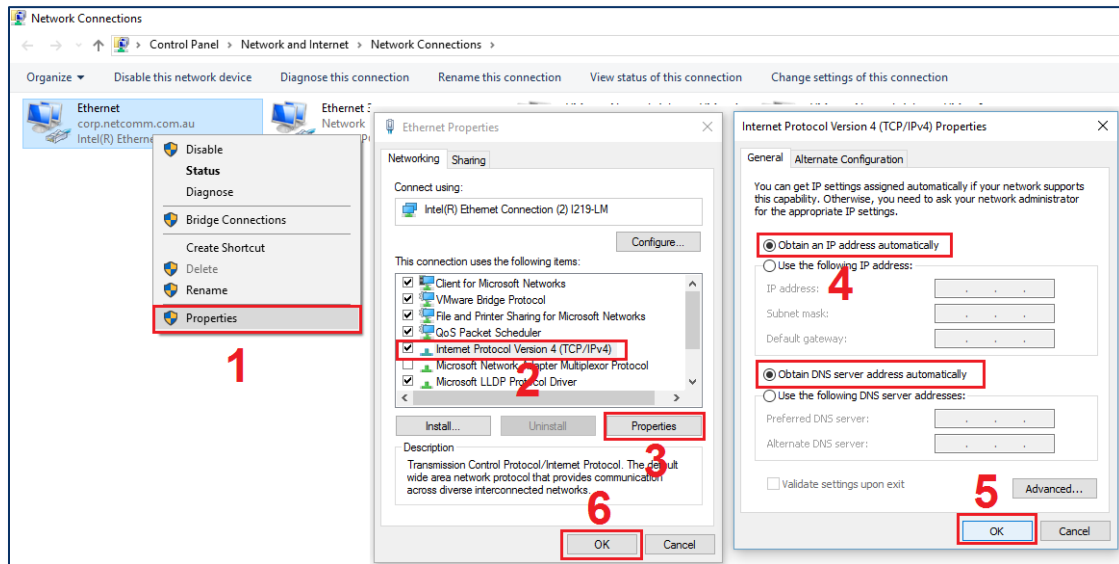 Network Connections
Control Panel > Network and Internet > Network Connections >
Organize Disable this network device Diagnose this connection Rename this connection View status of this connection Change settings of this connection
Ethernet
corp.netcomm.com.au
Intel(R) Etherne
Ethernet
Network
Disable
Status
Diagnose
Bridge Connections
Create Shortcut
Delete
Rename
Properties
1
Ethernet Properties
Networking Sharing
Connect using:
Intel(R) Ethernet Connection (2) I219-LM
Configure...
This connection uses the following items:
Client for Microsoft Networks
VMware Bridge Protocol
File and Printer Sharing for Microsoft Networks
QoS Packet Scheduler
Internet Protocol Version 4 (TCP/IPv4)
Microsoft Network Adapter Multiplexor Protocol
Microsoft LLDP Protocol Driver
2
Install... Uninstall Properties
3
Description
Transmission Control Protocol/Internet Protocol. The default
wide area network protocol that provides communication
across diverse interconnected networks.
6
OK Cancel
Internet Protocol Version 4 (TCP/IPv4) Properties
General Alternate Configuration
You can get IP settings assigned automatically if your network supports
this capability. Otherwise, you need to ask your network administrator
for the appropriate IP settings.
Obtain an IP address automatically
Use the following IP address:
4
IP address:
Subnet mask:
Default gateway:
Obtain DNS server address automatically
Use the following DNS server addresses:
Preferred DNS server:
Alternate DNS server:
Validate settings upon exit
5
Advanced...
OK Cancel